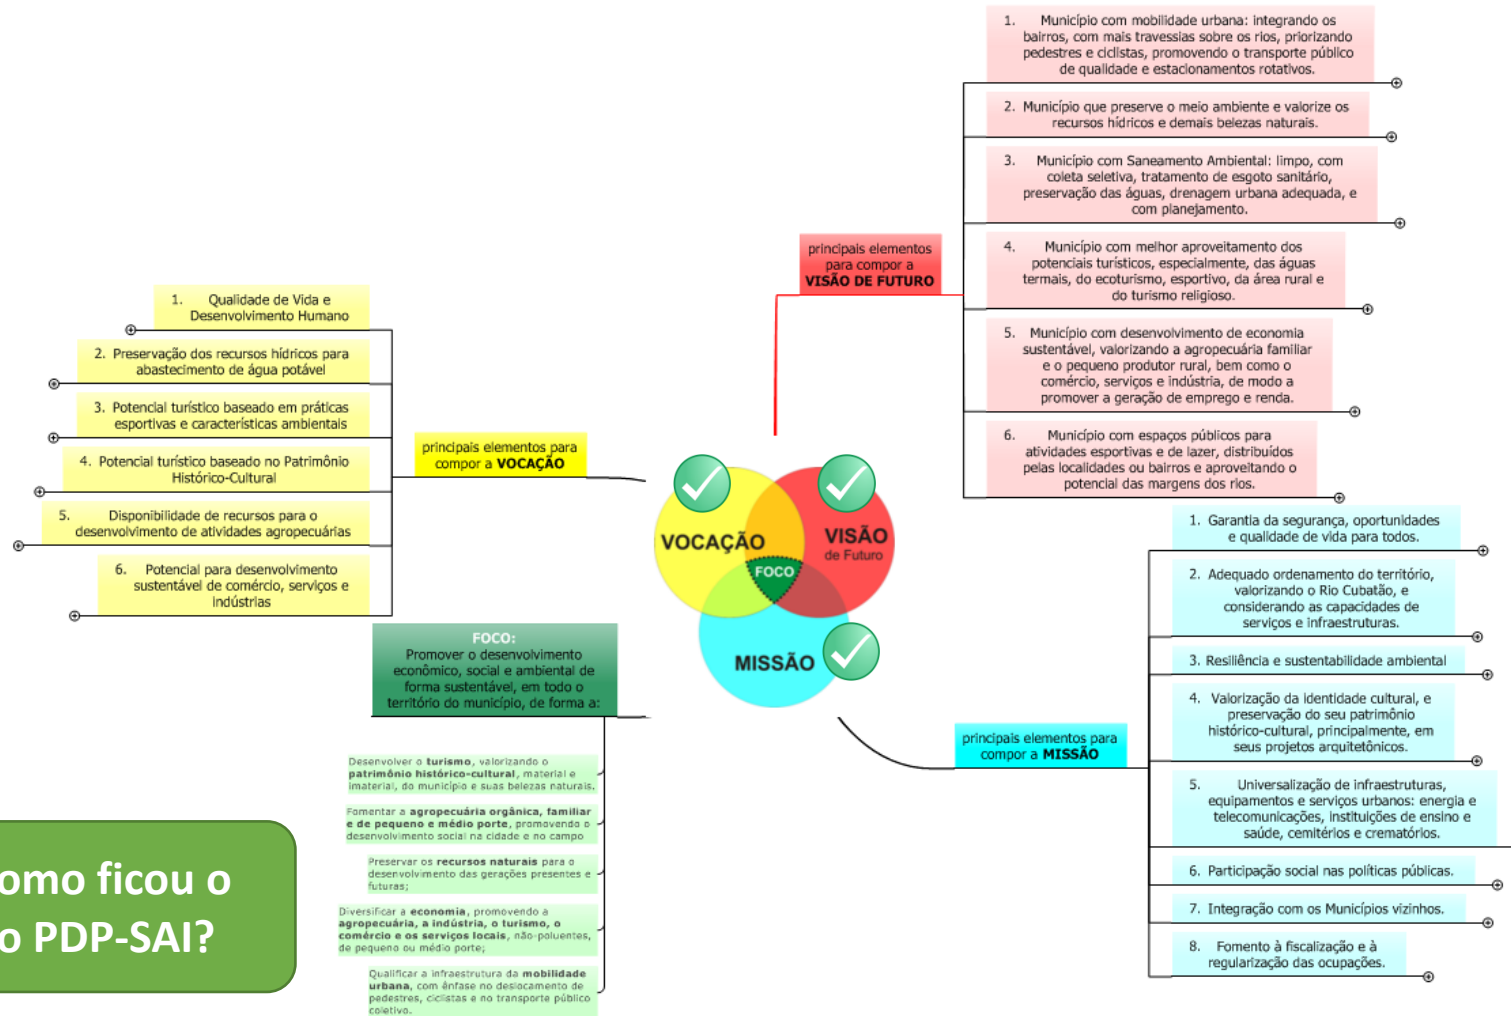 1. Município com mobilidade urbana: integrando os
bairros, com mais travessias sobre os rios, priorizando
pedestres e ciclistas, promovendo o transporte público
de qualidade e estacionamentos rotativos.
2. Município que preserve o meio ambiente e valorize os
recursos hídricos e demais belezas naturais.
3. Município com Saneamento Ambiental: limpo, com
coleta seletiva, tratamento de esgoto sanitário,
preservação das águas, drenagem urbana adequada, e
com planejamento.
principais elementos
para compor a
VISÃO DE FUTURO
4. Município com melhor aproveitamento dos
potenciais turísticos, especialmente, das águas
termais, do ecoturismo, esportivo, da área rural e
do turismo religioso.
5. Município com desenvolvimento de economia
sustentável, valorizando a agropecuária familiar
e o pequeno produtor rural, bem como o
comércio, serviços e indústria, de modo a
promover a geração de emprego e renda.
6. Município com espaços públicos para
atividades esportivas e de lazer, distribuídos
pelas localidades ou bairros e aproveitando o
potencial das margens dos rios.
1. Qualidade de Vida e
Desenvolvimento Humano
2. Preservação dos recursos hídricos para
abastecimento de água potável
3. Potencial turístico baseado em práticas
esportivas e características ambientais
4. Potencial turístico baseado no Patrimônio
Histórico-Cultural
5. Disponibilidade de recursos para o
desenvolvimento de atividades agropecuárias
6. Potencial para desenvolvimento
sustentável de comércio, serviços e
indústrias
principais elementos para
compor a VOCAÇÃO
VOCAÇÃO
VISÃO
de Futuro
FOCO
MISSÃO
FOCO:
Promover o desenvolvimento
econômico, social e ambiental de
forma sustentável, em todo o
território do município, de forma a:
Desenvolver o turismo, valorizando o
patrimônio histórico-cultural, material e
imaterial, do município e suas belezas naturais.
Fomentar a agropecuária orgânica, familiar
e de pequeno e médio porte, promovendo o
desenvolvimento social na cidade e no campo
Preservar os recursos naturais para o
desenvolvimento das gerações presentes e
futuras;
Diversificar a economia, promovendo a
agropecuária, a indústria, o turismo, o
comércio e os serviços locais, não-poluentes,
de pequeno ou médio porte;
Qualificar a infraestrutura da mobilidade
urbana, com ênfase no deslocamento de
pedestres, ciclistas e no transporte público
coletivo.
principais elementos para
compor a MISSÃO
1. Garantia da segurança, oportunidades
e qualidade de vida para todos.
2. Adequado ordenamento do território,
valorizando o Rio Cubatão, e
considerando as capacidades de
serviços e infraestruturas.
3. Resiliência e sustentabilidade ambiental
4. Valorização da identidade cultural, e
preservação do seu patrimônio
histórico-cultural, principalmente, em
seus projetos arquitetônicos.
5. Universalização de infraestruturas,
equipamentos e serviços urbanos: energia e
telecomunicações, instituições de ensino e
saúde, cemitérios e crematórios.
6. Participação social nas políticas públicas.
7. Integração com os Municípios vizinhos.
8. Fomento à fiscalização e à
regularização das ocupações.
omo ficou o
o PDP-SAI?